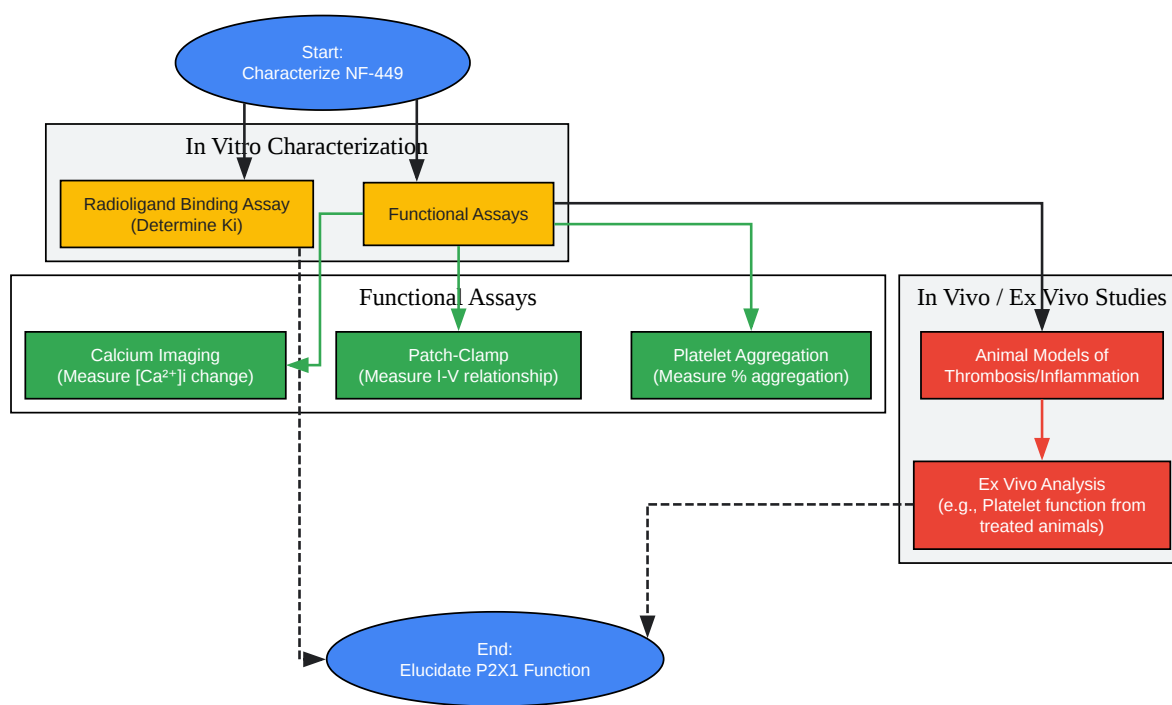 Start:
Characterize NF-449
In Vitro Characterization
Radioligand Binding Assay
(Determine Ki)
Functional Assays
Functional Assays
Calcium Imaging
(Measure [Ca²⁺]i change)
Patch-Clamp
(Measure I-V relationship)
Platelet Aggregation
(Measure % aggregation)
In Vivo / Ex Vivo Studies
Animal Models of
Thrombosis/Inflammation
Ex Vivo Analysis
(e.g., Platelet function from
treated animals)
End:
Elucidate P2X1 Function